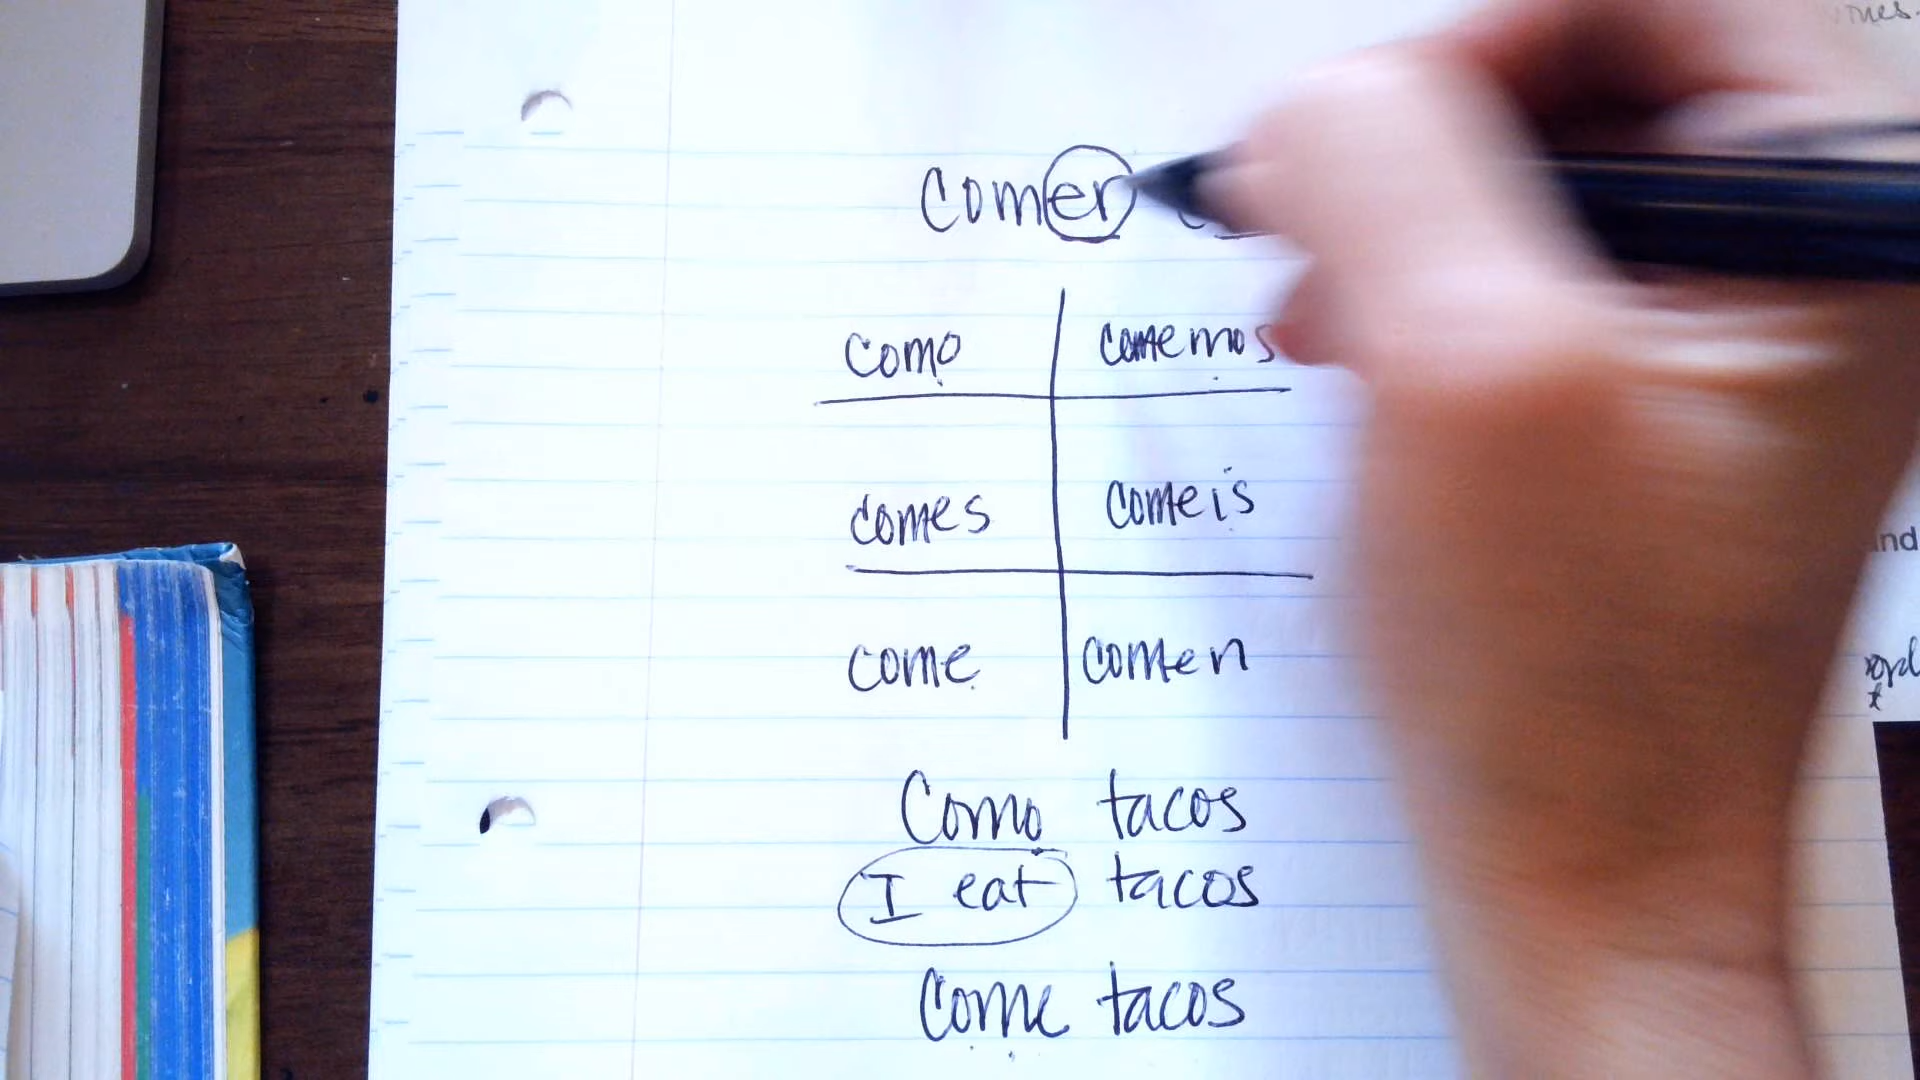 comer
como comemos
comes comeis
come comen
Como tacos
I eat tacos
Come tacos